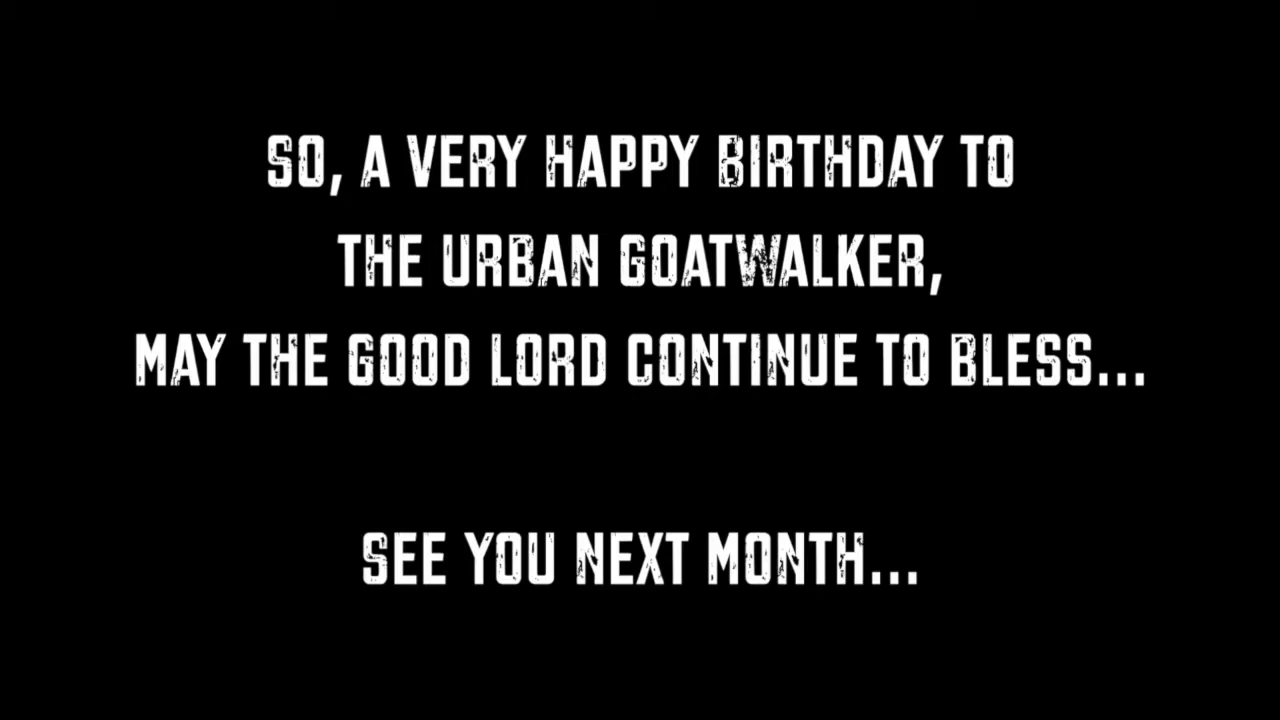 SO, A VERY HAPPY BIRTHDAY TO
THE URBAN GOATWALKER,
MAY THE GOOD LORD CONTINUE TO BLESS...
SEE YOU NEXT MONTH...